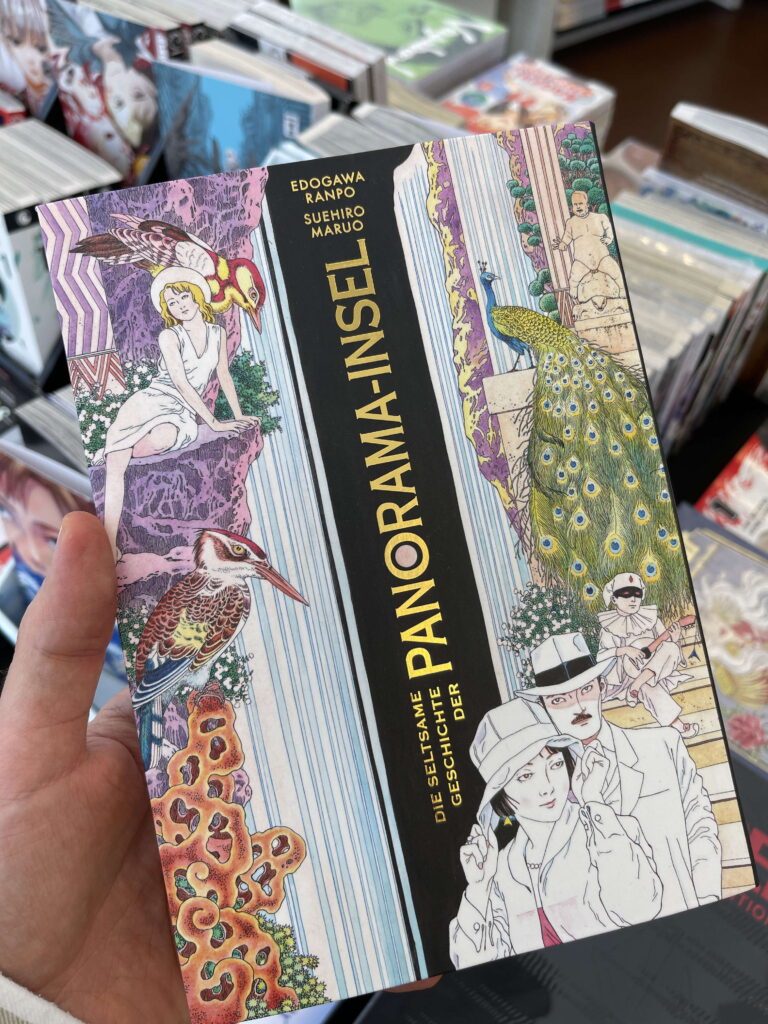 EDOGAWA
RANPO
SUEHIRO
MARUO
DIE SELTSAME
GESCHICHTE
DER
PANORAMA-INSEL